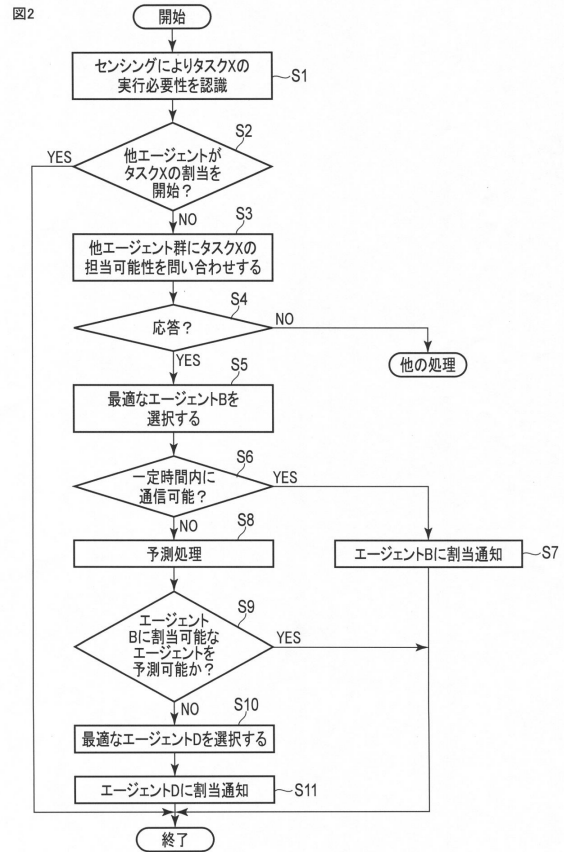 図2
開始
センシングによりタスクXの
実行必要性を認識
S1
S2
YES
他エージェントが
タスクXの割当を
開始？
NO
S3
他エージェント群にタスクXの
担当可能性を問い合わせする
S4
応答？
NO
他の処理
YES
S5
最適なエージェントBを
選択する
S6
一定時間内に
通信可能？
YES
NO
S8
予測処理
エージェントBに割当通知
S7
S9
エージェント
Bに割当可能な
エージェントを
予測可能か？
YES
NO
S10
最適なエージェントDを選択する
エージェントDに割当通知
S11
終了